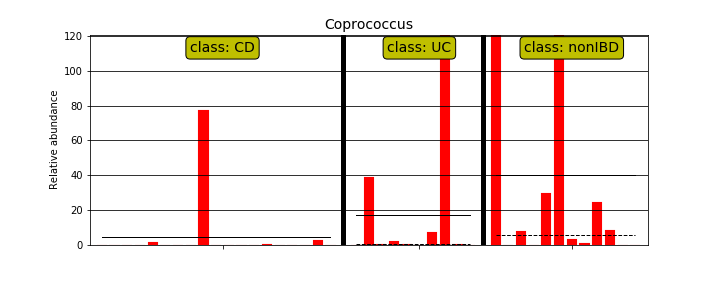 Coprococcus
class: CD
class: UC
class: nonIBD
Relative abundance
120
100
80
60
40
20
0